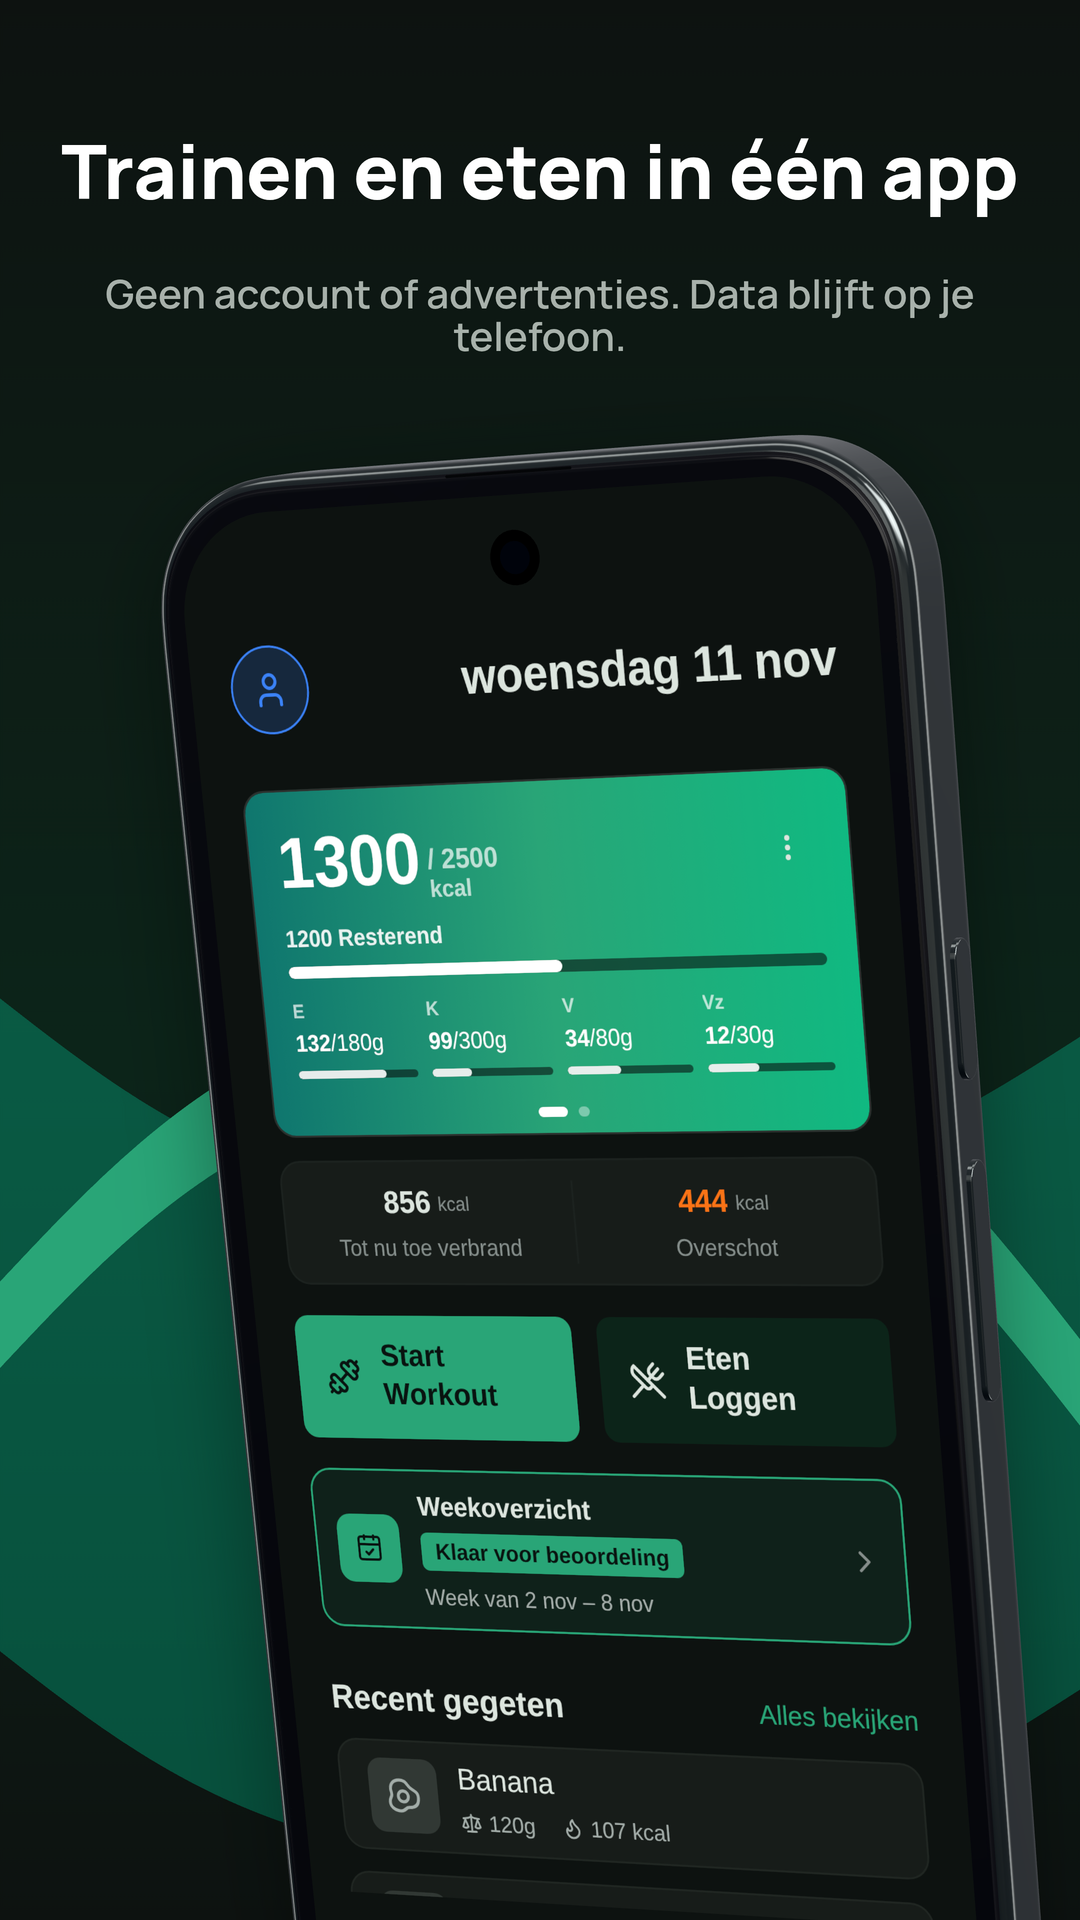 Trainen en eten in één app
Geen account of advertenties. Data blijft op je
telefoon.
woensdag 11 nov
1300 / 2500
kcal
1200 Resterend
E K V Vz
132/180g 99/300g 34/80g 12/30g
856 kcal 444 kcal
Tot nu toe verbrand Overschot
Start
Workout
Eten
Loggen
Weekoverzicht
Klaar voor beoordeling
Week van 2 nov – 8 nov
Recent gegeten Alles bekijken
Banana
120g 107 kcal